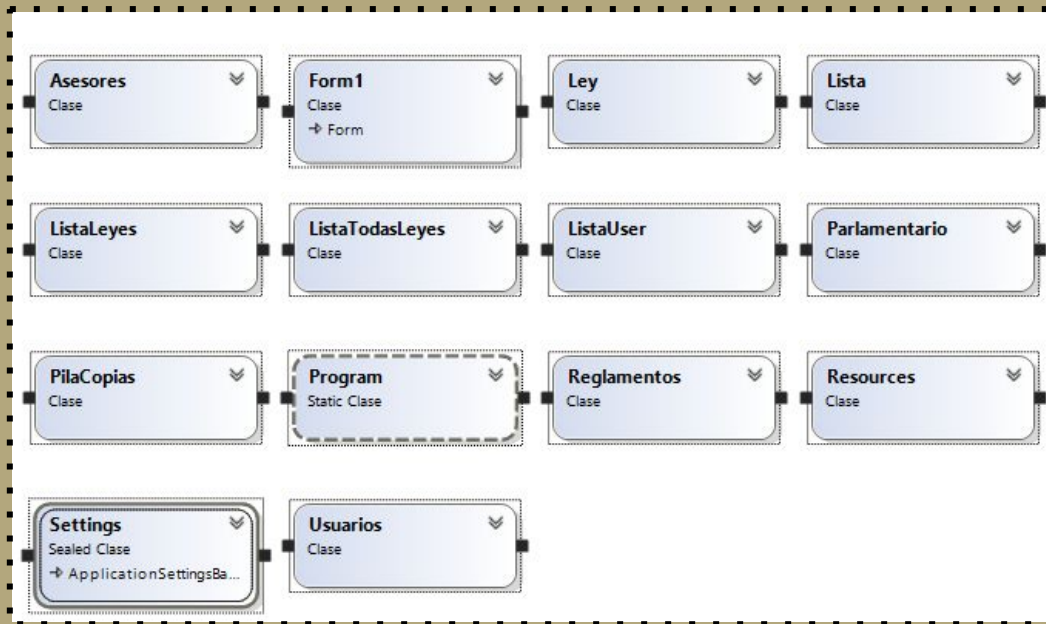 Asesores
Clase
Form1
Clase
Form
Ley
Clase
Lista
Clase
ListaLeyes
Clase
ListaTodasLeyes
Clase
ListaUser
Clase
Parlamentario
Clase
PilaCopias
Clase
Program
Static Clase
Reglamentos
Clase
Resources
Clase
Settings
Sealed Clase
ApplicationSettingsBa...
Usuarios
Clase